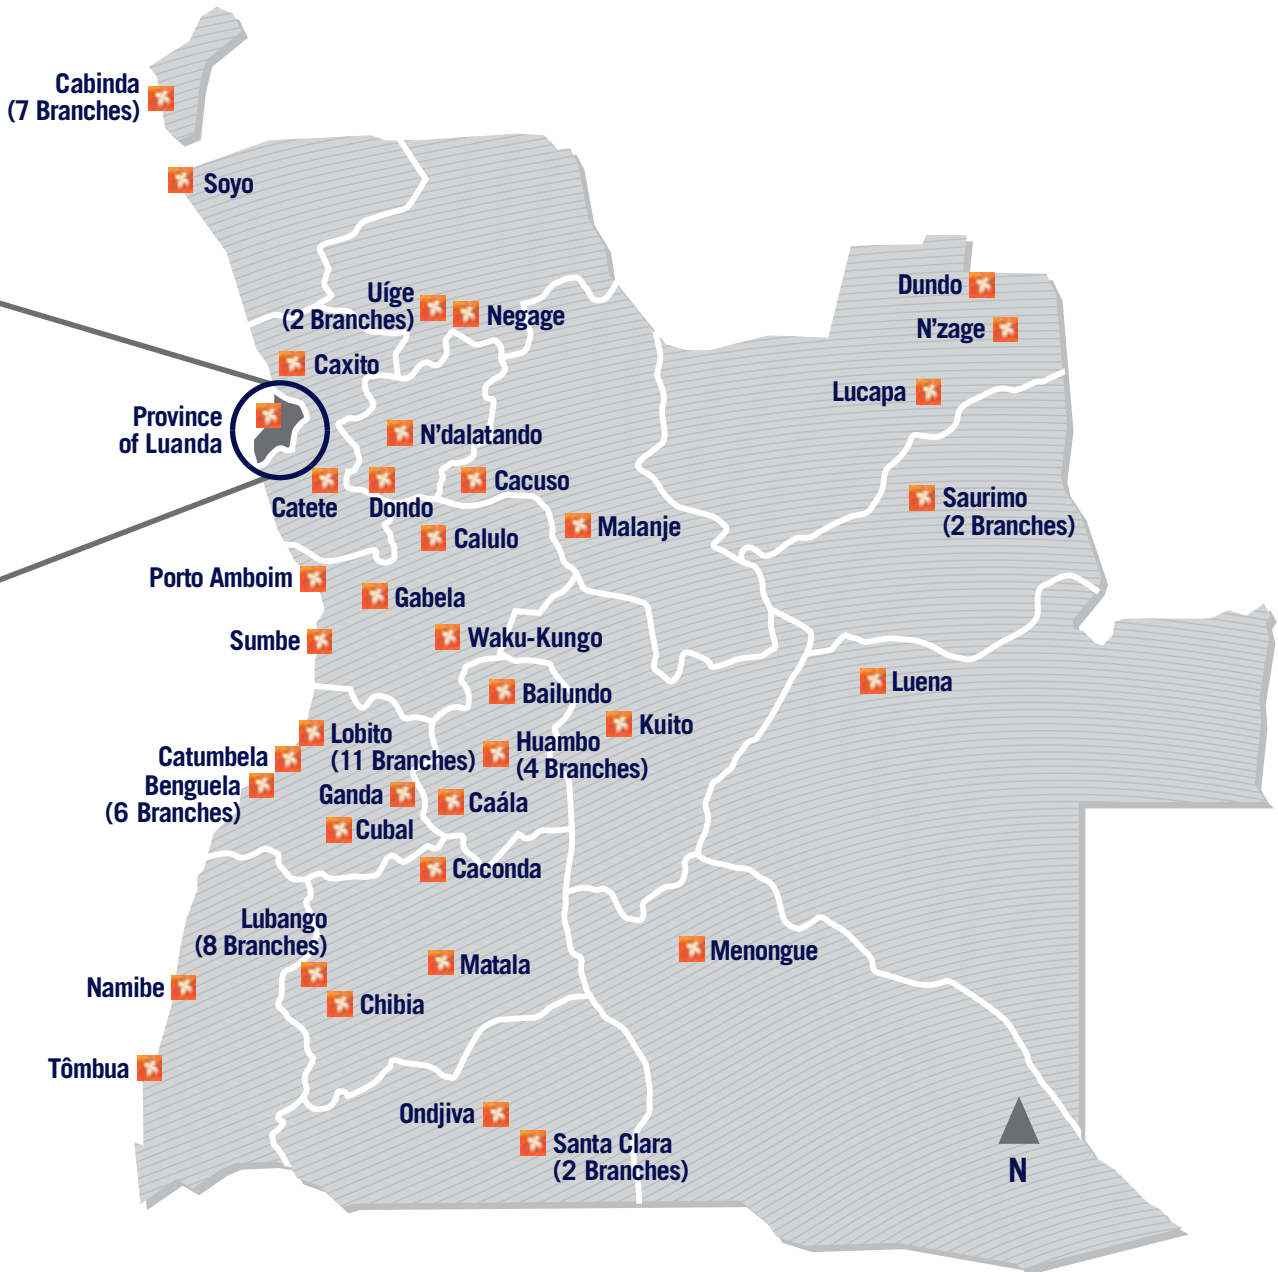 Cabinda
(7 Branches)
Soyo
Uíge
(2 Branches)
Negage
Dundo
N’zage
Caxito
Lucapa
Province
of Luanda
N’dalatando
Catete
Dondo
Cacuso
Saurimo
(2 Branches)
Calulo
Malanje
Porto Amboim
Gabela
Sumbe
Waku-Kungo
Luena
Bailundo
Kuito
Lobito
(11 Branches)
Huambo
(4 Branches)
Catumbela
Benguela
(6 Branches)
Ganda
Caála
Cubal
Caconda
Lubango
(8 Branches)
Matala
Menongue
Namibe
Chibia
Tômbua
Ondjiva
Santa Clara
(2 Branches)
N